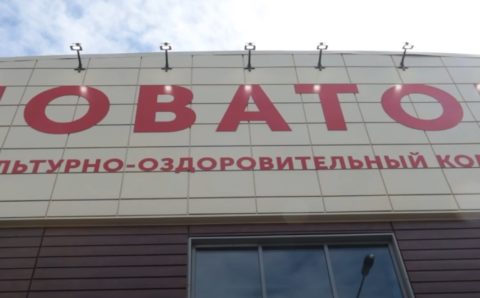 ОВАТО
ЛЬТУРНО-ОЗДОРОВИТЕЛЬНЫЙ КО